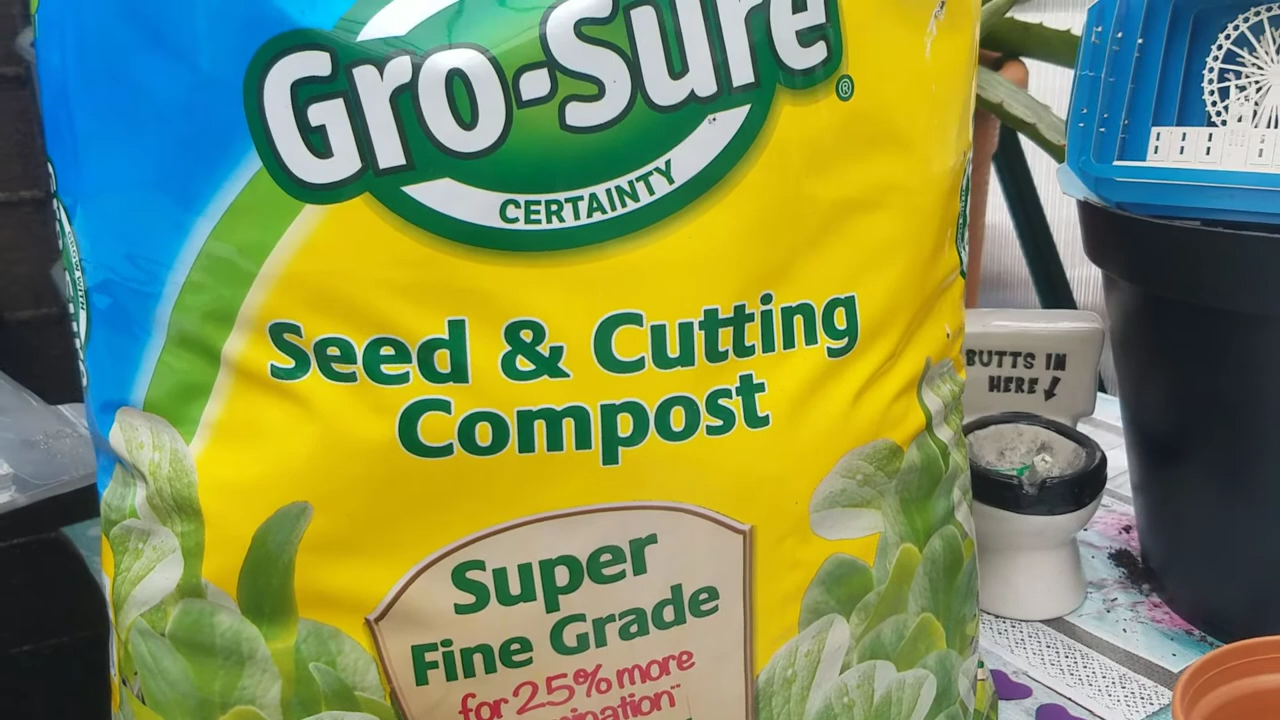 Gro-Sure®
CERTAINTY
Seed & Cutting
Compost
Super
Fine Grade
for 25% more
BUTTS IN
HERE